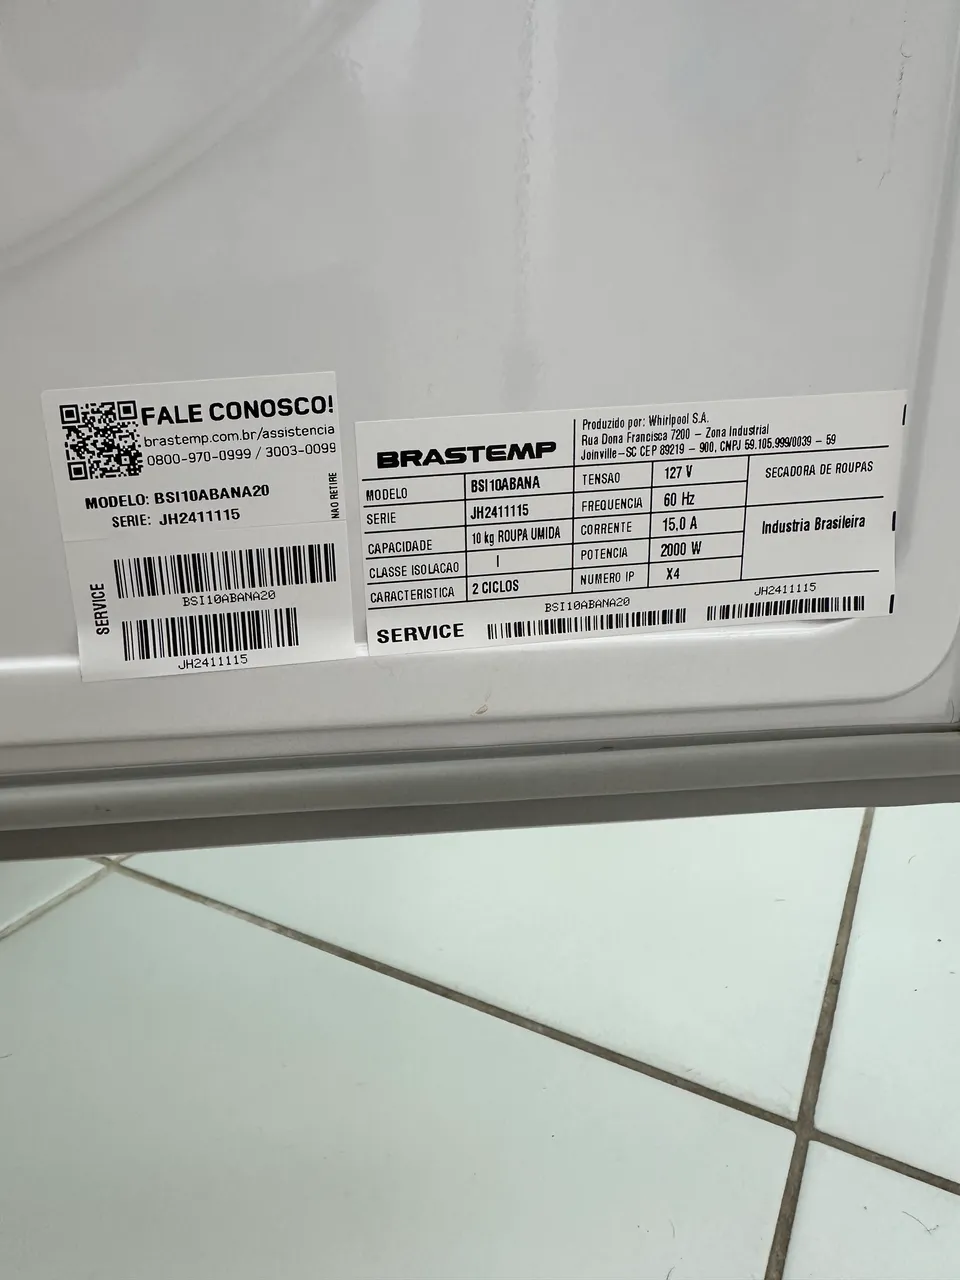 FALE CONOSCO!
brastemp.com.br/assistencia
0800-970-0999 / 3003-0099
MODELO: BSI10ABANA20
SERIE: JH2411115
NAO RETIRE
SERVICE
BSI10ABANA20
JH2411115
BRASTEMP
Produzido por: Whirlpool S.A.
Rua Dona Francisca 7200 - Zona Industrial
Joinville-SC CEP 89219 - 900, CNPJ 59.105.999/0039 - 59
MODELO BSI10ABANA
SERIE JH2411115
CAPACIDADE 10 kg ROUPA UMIDA
CLASSE ISOLACAO I
CARACTERISTICA 2 CICLOS
TENSAO 127 V
FREQUENCIA 60 Hz
CORRENTE 15,0 A
POTENCIA 2000 W
NUMERO IP X4
SECADORA DE ROUPAS
Industria Brasileira
SERVICE
BSI10ABANA20
JH2411115